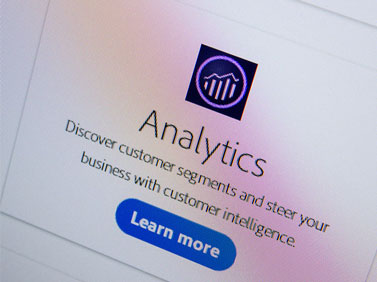 Analytics
Discover customer segments and steer your
business with customer intelligence.
Learn more